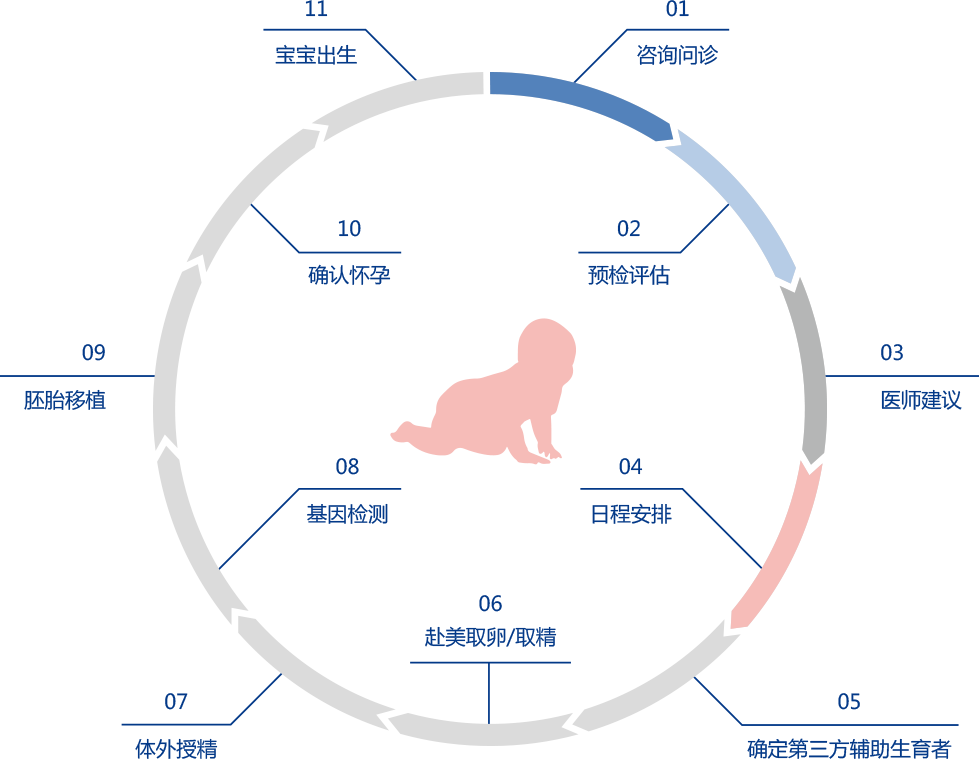 01
咨询问诊
02
预检评估
03
医师建议
04
日程安排
05
确定第三方辅助生育者
06
赴美取卵/取精
07
体外授精
08
基因检测
09
胚胎移植
10
确认怀孕
11
宝宝出生